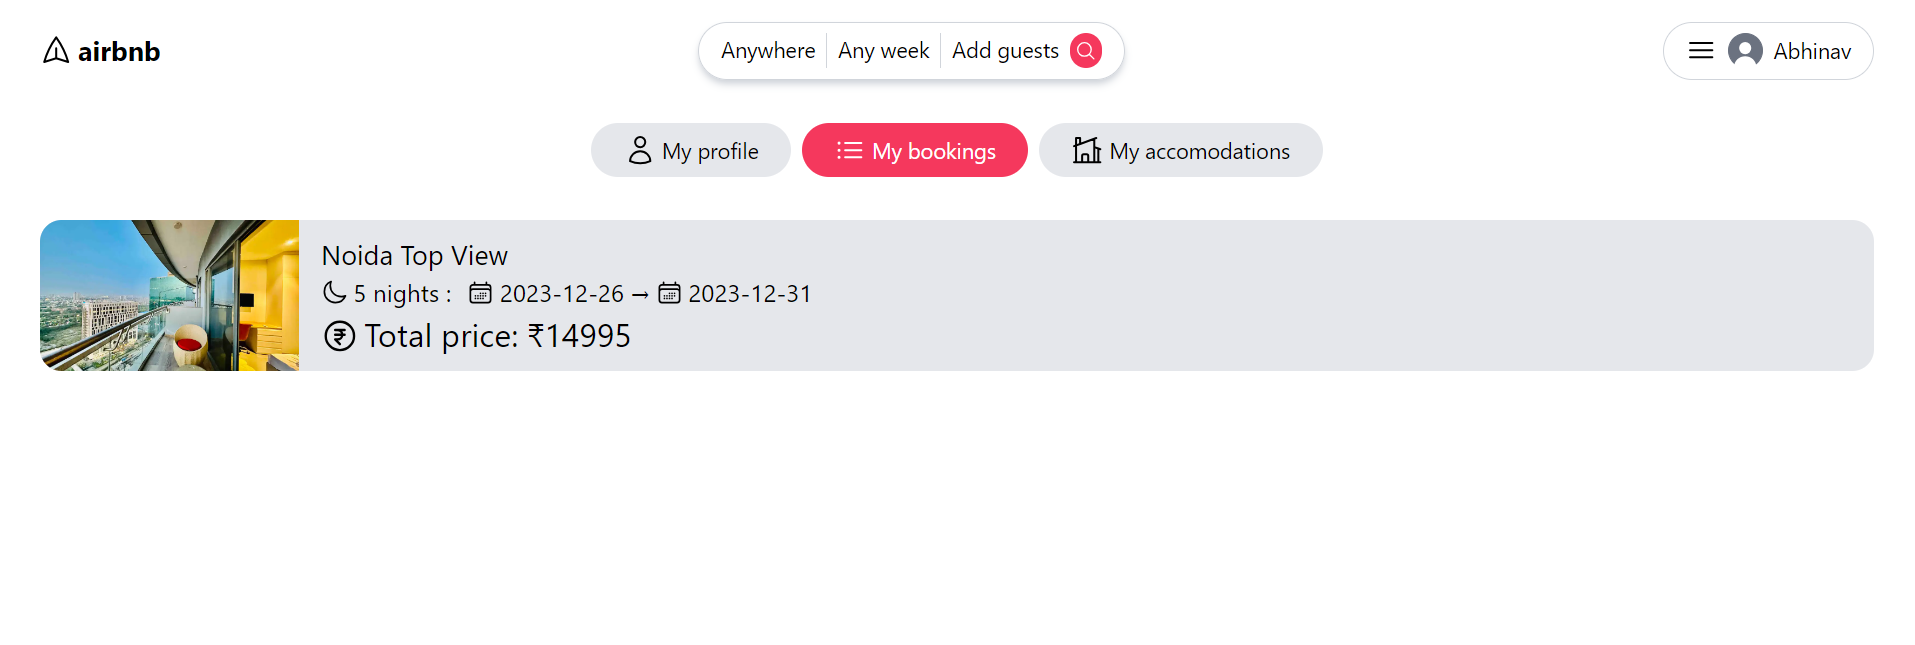 airbnb
Anywhere Any week Add guests
Abhinav
My profile My bookings My accomodations
Noida Top View
5 nights : 2023-12-26 → 2023-12-31
Total price: ₹14995